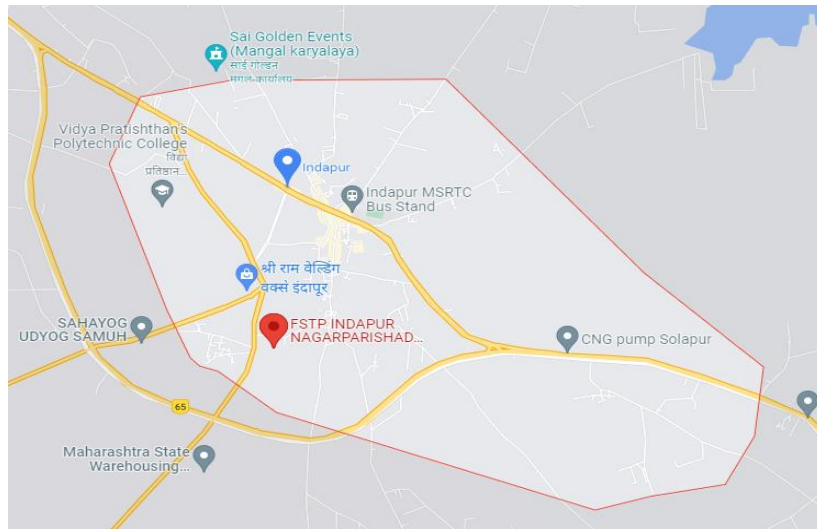 Sai Golden Events
(Mangal karyalaya)
साई गोल्डन
मंगल कार्यालय
Vidya Pratishthan's
Polytechnic College
विद्या
प्रतिष्ठान...
Indapur
Indapur MSRTC
Bus Stand
श्री राम वेल्डिंग
वर्क्स इंदापूर
SAHAYOG
UDYOG SAMUH
FSTP INDAPUR
NAGARPARISHAD...
CNG pump Solapur
65
Maharashtra State
Warehousing...